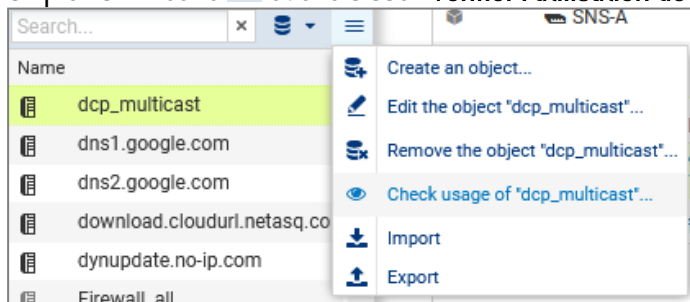 Search...
SNS-A
Name
Create an object...
dcp_multicast
Edit the object "dcp_multicast"...
dns1.google.com
Remove the object "dcp_multicast"...
dns2.google.com
Check usage of "dcp_multicast"...
download.cloudurl.netasq.co
Import
dynupdate.no-ip.com
Export
Firewall_all